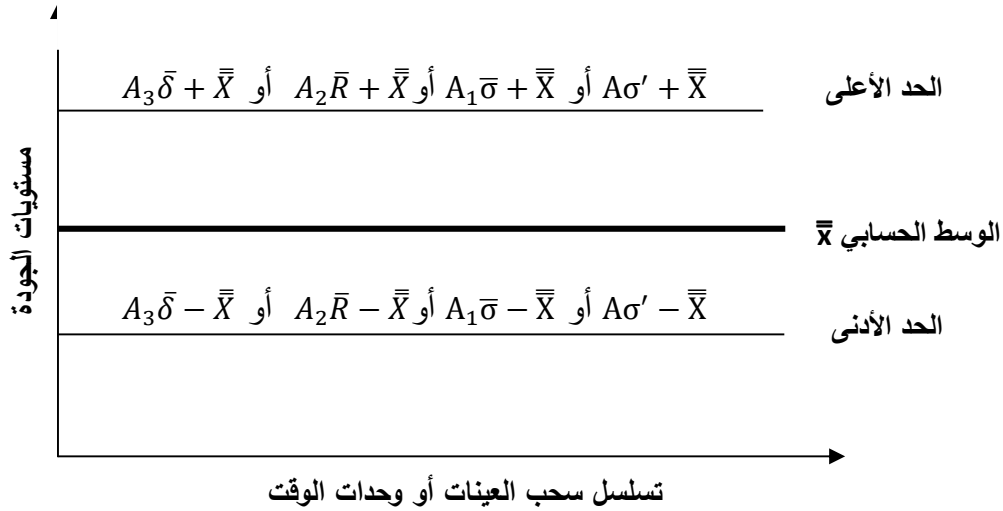 الحد الأعلى
Aσ′ + X̿ أو A₁σ̅ + X̿ أو A₂R̅ + X̿ أو A₃δ̅ + X̿
مستويات الجودة
الوسط الحسابي x̿
Aσ′ − X̿ أو A₁σ̅ − X̿ أو A₂R̅ − X̿ أو A₃δ̅ − X̿
الحد الأدنى
تسلسل سحب العينات أو وحدات الوقت